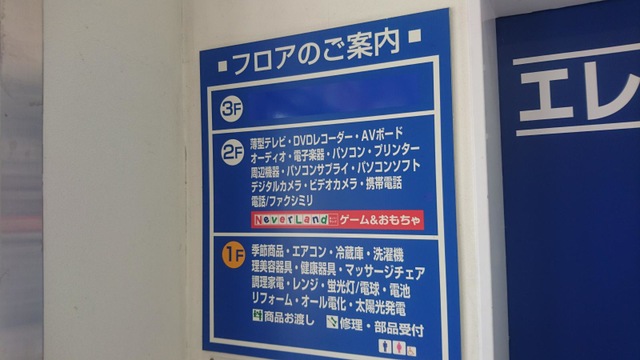 ■フロアのご案内■
3F
2F
薄型テレビ・DVDレコーダー・AVボード
オーディオ・電子楽器・パソコン・プリンター
周辺機器・パソコンサプライ・パソコンソフト
デジタルカメラ・ビデオカメラ・携帯電話
電話/ファクシミリ
NeverLand ゲーム&おもちゃ
1F
季節商品・エアコン・冷蔵庫・洗濯機
理美容器具・健康器具・マッサージチェア
調理家電・レンジ・蛍光灯/電球・電池
リフォーム・オール電化・太陽光発電
商品お渡し 修理・部品受付
エレ